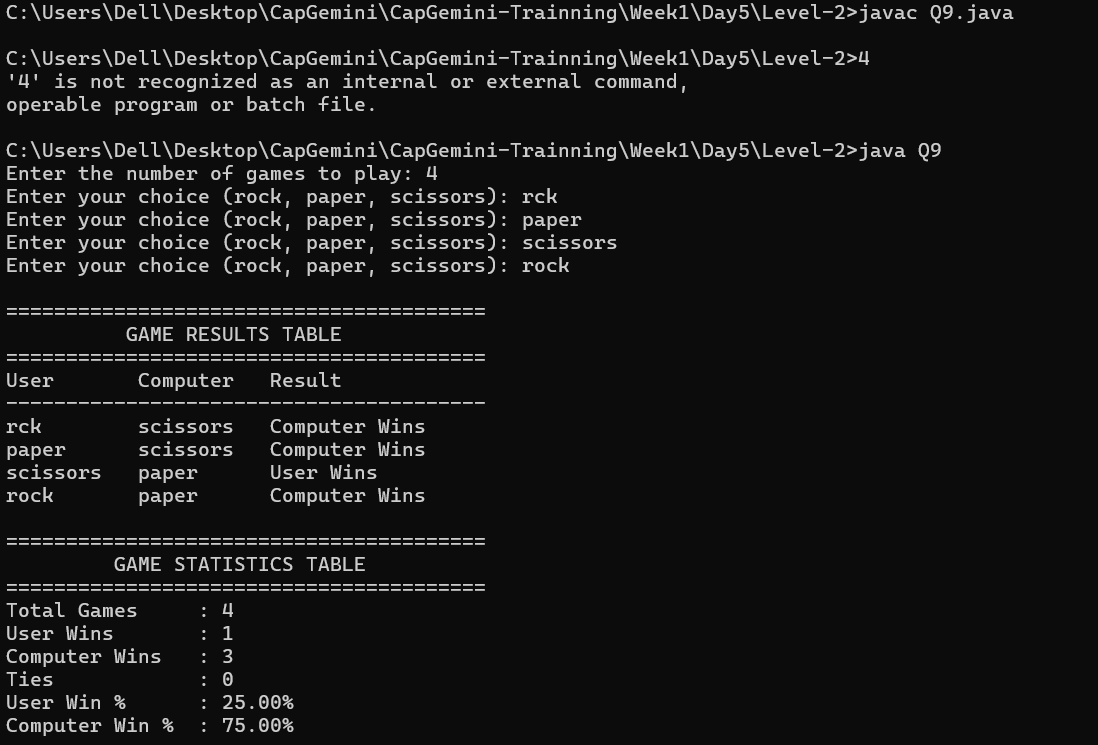 C:\Users\Dell\Desktop\CapGemini\CapGemini-Trainning\Week1\Day5\Level-2>javac Q9.java
C:\Users\Dell\Desktop\CapGemini\CapGemini-Trainning\Week1\Day5\Level-2>4
'4' is not recognized as an internal or external command,
operable program or batch file.
C:\Users\Dell\Desktop\CapGemini\CapGemini-Trainning\Week1\Day5\Level-2>java Q9
Enter the number of games to play: 4
Enter your choice (rock, paper, scissors): rck
Enter your choice (rock, paper, scissors): paper
Enter your choice (rock, paper, scissors): scissors
Enter your choice (rock, paper, scissors): rock
========================================
          GAME RESULTS TABLE
========================================
User       Computer   Result
----------------------------------------
rck        scissors   Computer Wins
paper      scissors   Computer Wins
scissors   paper      User Wins
rock       paper      Computer Wins
========================================
         GAME STATISTICS TABLE
========================================
Total Games     : 4
User Wins       : 1
Computer Wins   : 3
Ties            : 0
User Win %      : 25.00%
Computer Win %  : 75.00%